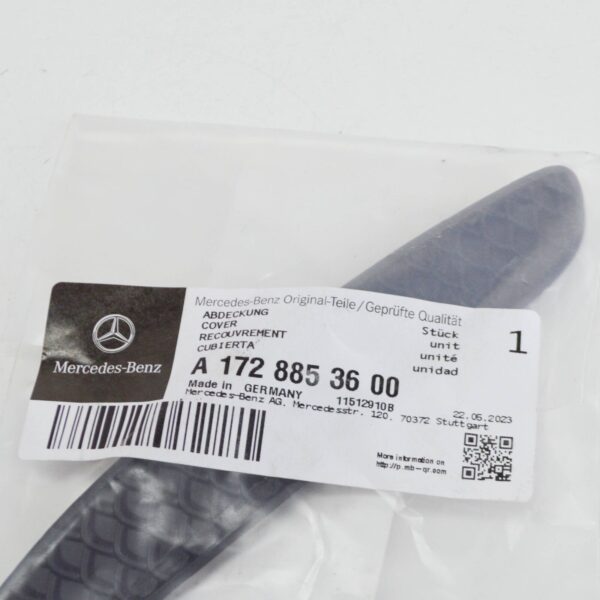 Mercedes-Benz
Mercedes-Benz Original-Teile/Geprüfte Qualität
ABDECKUNG
COVER
RECOUVREMENT
CUBIERTA
Stück
unit
unité
unidad
1
A 172 885 36 00
Made in GERMANY 11512910B 22.05.2023
Mercedes-Benz AG. Mercedesstr. 120. 70372 Stuttgart
More information on
http://p.mb-qr.com